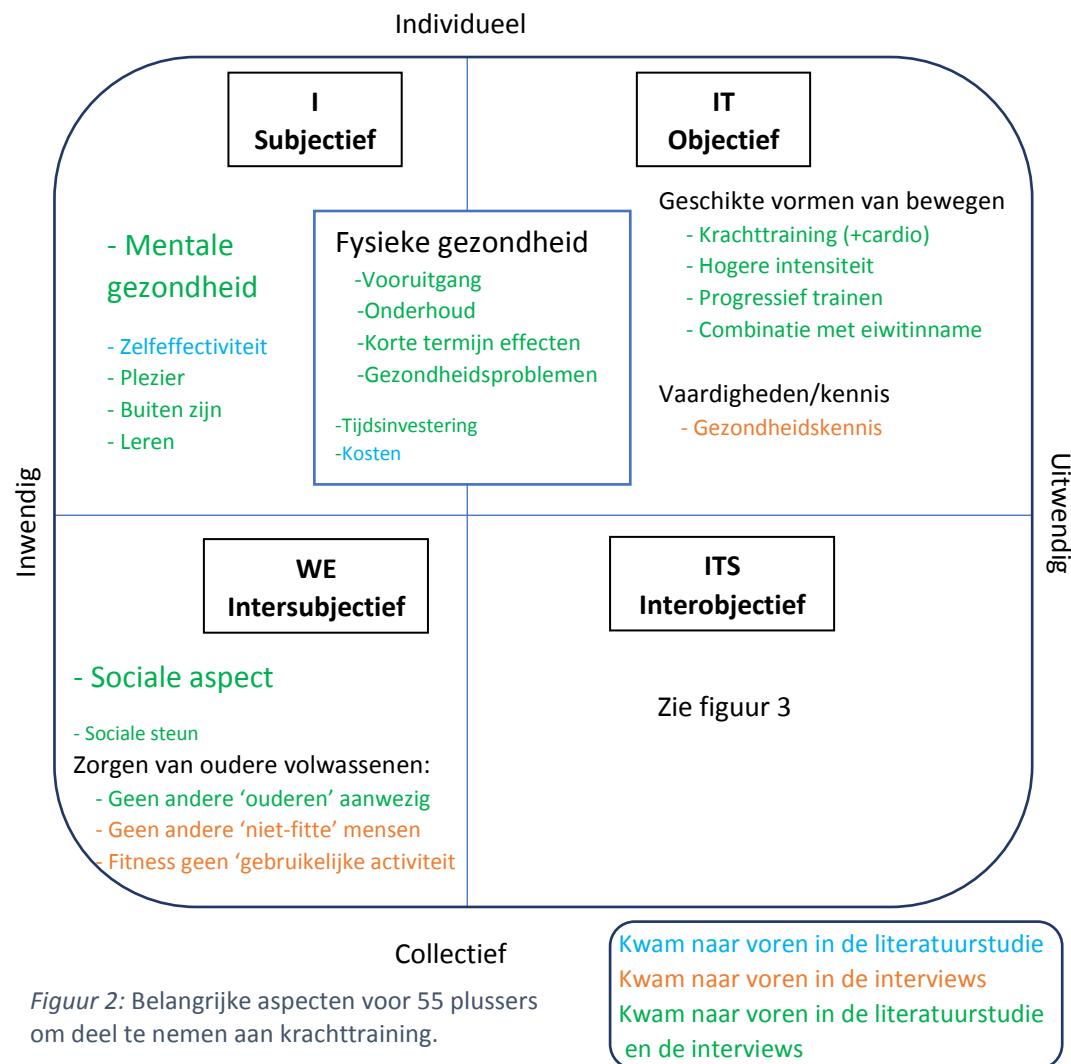 Individueel
I
Subjectief
IT
Objectief
- Mentale
gezondheid
- Zelfeffectiviteit
- Plezier
- Buiten zijn
- Leren
Fysieke gezondheid
-Vooruitgang
-Onderhoud
-Korte termijn effecten
-Gezondheidsproblemen
-Tijdsinvestering
-Kosten
Geschikte vormen van bewegen
- Krachttraining (+cardio)
- Hogere intensiteit
- Progressief trainen
- Combinatie met eiwitinname
Vaardigheden/kennis
- Gezondheidskennis
Inwendig
Uitwendig
WE
Intersubjectief
ITS
Interobjectief
- Sociale aspect
- Sociale steun
Zorgen van oudere volwassenen:
- Geen andere ‘ouderen’ aanwezig
- Geen andere ‘niet-fitte’ mensen
- Fitness geen ‘gebruikelijke activiteit
Zie figuur 3
Collectief
Figuur 2: Belangrijke aspecten voor 55 plussers
om deel te nemen aan krachttraining.
Kwam naar voren in de literatuurstudie
Kwam naar voren in de interviews
Kwam naar voren in de literatuurstudie
en de interviews